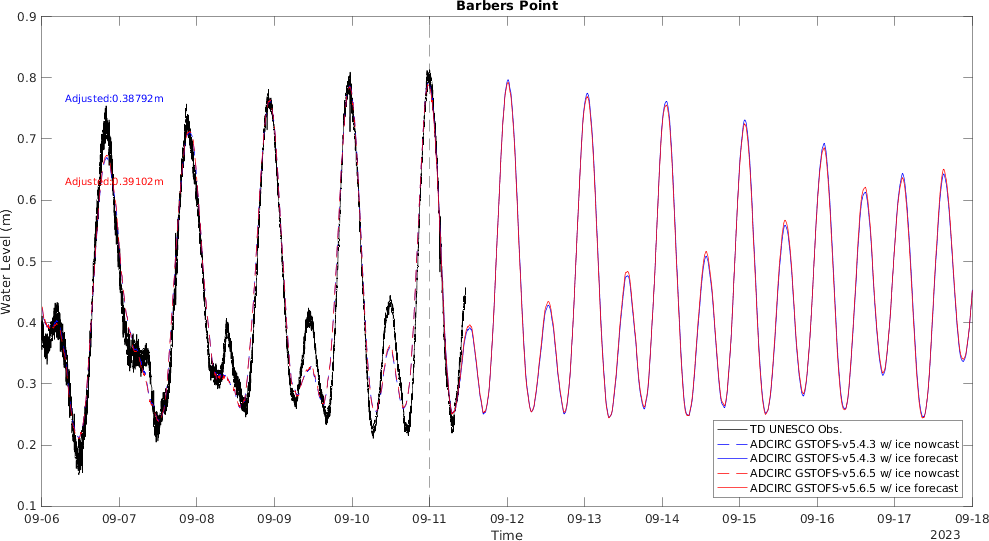 Barbers Point
0.9
0.8
0.7
0.6
0.5
0.4
0.3
0.2
0.1
Water Level (m)
Adjusted:0.38792m
Adjusted:0.39102m
TD UNESCO Obs.
ADCIRC GSTOFS-v5.4.3 w/ ice nowcast
ADCIRC GSTOFS-v5.4.3 w/ ice forecast
ADCIRC GSTOFS-v5.6.5 w/ ice nowcast
ADCIRC GSTOFS-v5.6.5 w/ ice forecast
09-06 09-07 09-08 09-09 09-10 09-11 09-12 09-13 09-14 09-15 09-16 09-17 09-18
Time
2023